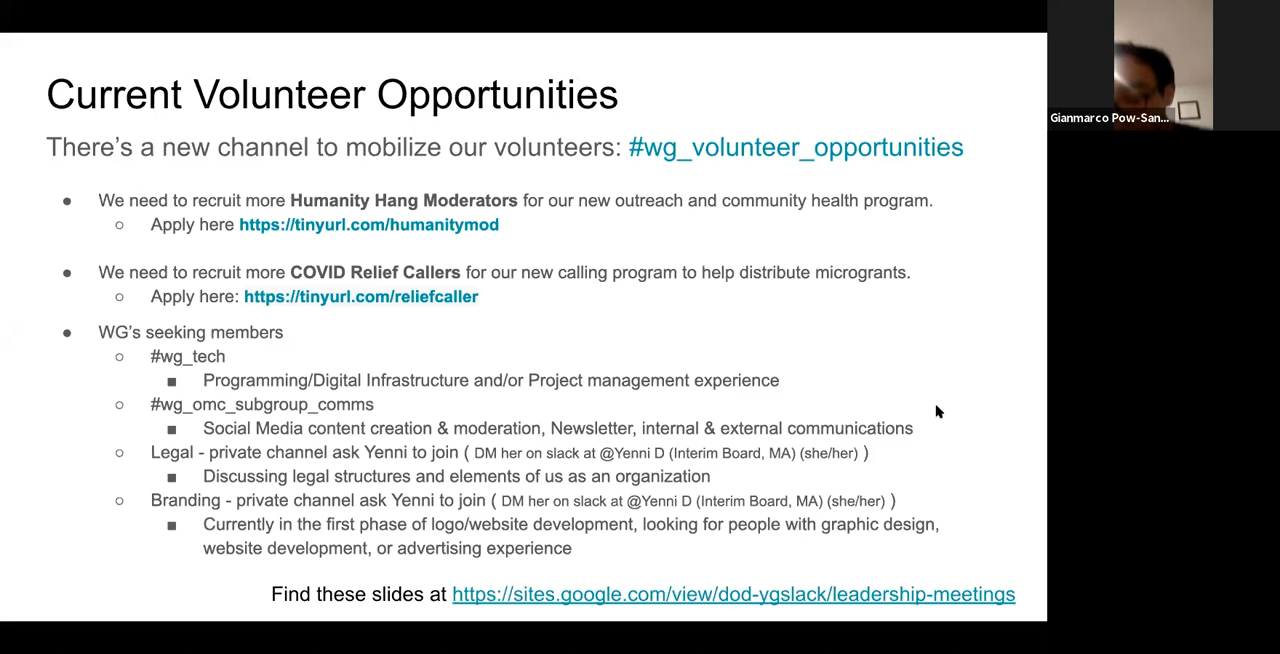 Current Volunteer Opportunities
There's a new channel to mobilize our volunteers: #wg_volunteer_opportunities
● We need to recruit more Humanity Hang Moderators for our new outreach and community health program.
○ Apply here https://tinyurl.com/humanitymod
● We need to recruit more COVID Relief Callers for our new calling program to help distribute microgrants.
○ Apply here: https://tinyurl.com/reliefcaller
● WG's seeking members
○ #wg_tech
■ Programming/Digital Infrastructure and/or Project management experience
○ #wg_omc_subgroup_comms
■ Social Media content creation & moderation, Newsletter, internal & external communications
○ Legal - private channel ask Yenni to join ( DM her on slack at @Yenni D (Interim Board, MA) (she/her) )
■ Discussing legal structures and elements of us as an organization
○ Branding - private channel ask Yenni to join ( DM her on slack at @Yenni D (Interim Board, MA) (she/her) )
■ Currently in the first phase of logo/website development, looking for people with graphic design,
website development, or advertising experience
Find these slides at https://sites.google.com/view/dod-ygslack/leadership-meetings
Gianmarco Pow-San...